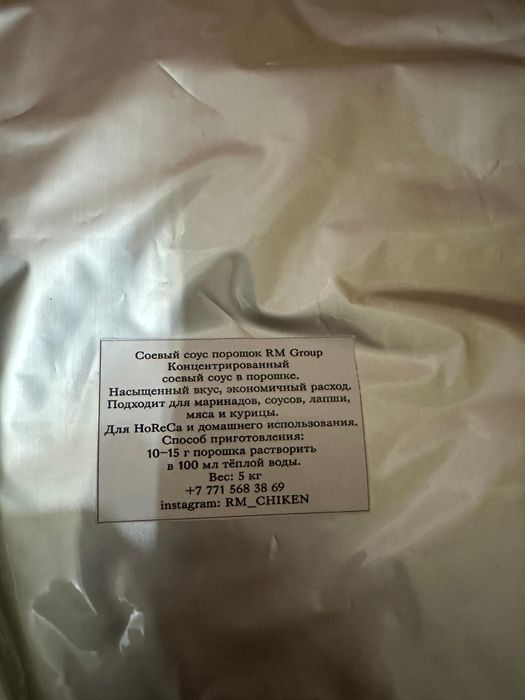 Соевый соус порошок RM Group
Концентрированный
соевый соус в порошке.
Насыщенный вкус, экономичный расход.
Подходит для маринадов, соусов, лапши,
мяса и курицы.
Для HoReCa и домашнего использования.
Способ приготовления:
10–15 г порошка растворить
в 100 мл тёплой воды.
Вес: 5 кг
+7 771 568 38 69
instagram: RM_CHIKEN